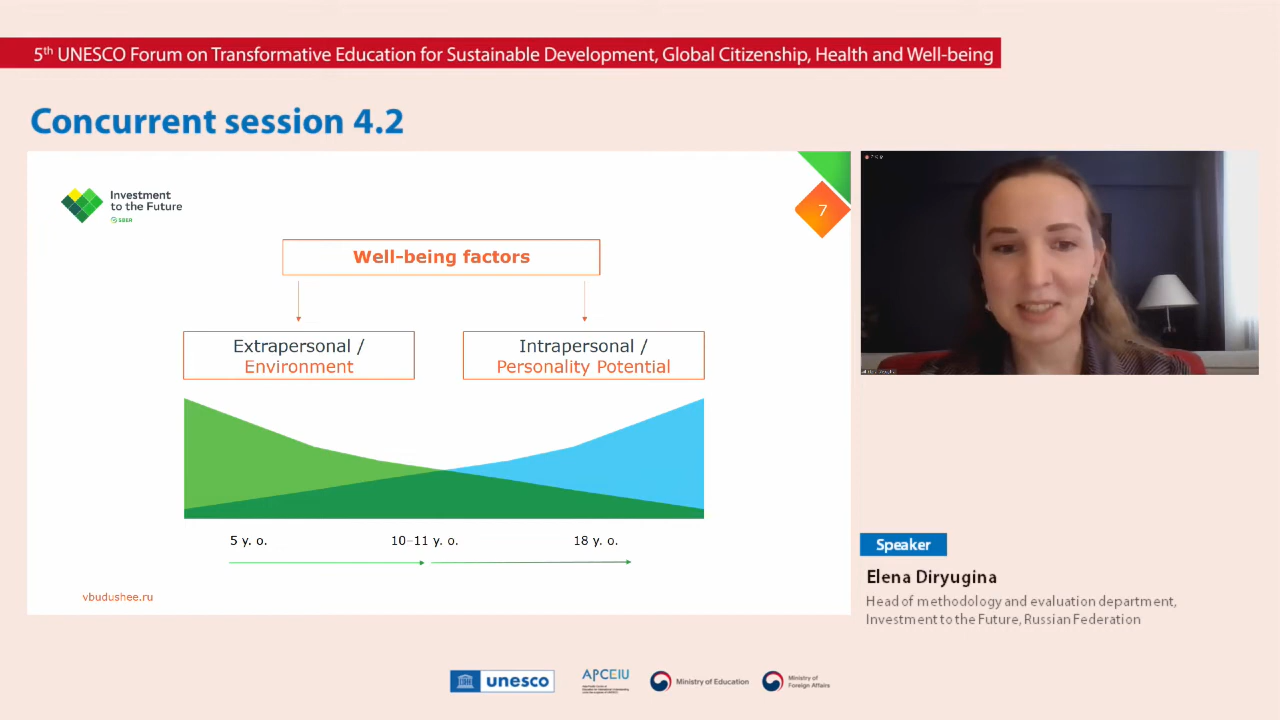 5th UNESCO Forum on Transformative Education for Sustainable Development, Global Citizenship, Health and Well-being
Concurrent session 4.2
Investment
to the Future
SBER
7
Well-being factors
Extrapersonal /
Environment
Intrapersonal /
Personality Potential
5 y. o.
10–11 y. o.
18 y. o.
vbudushee.ru
Speaker
Elena Diryugina
Head of methodology and evaluation department,
Investment to the Future, Russian Federation
unesco
APCEIU
Ministry of Education
Ministry of
Foreign Affairs